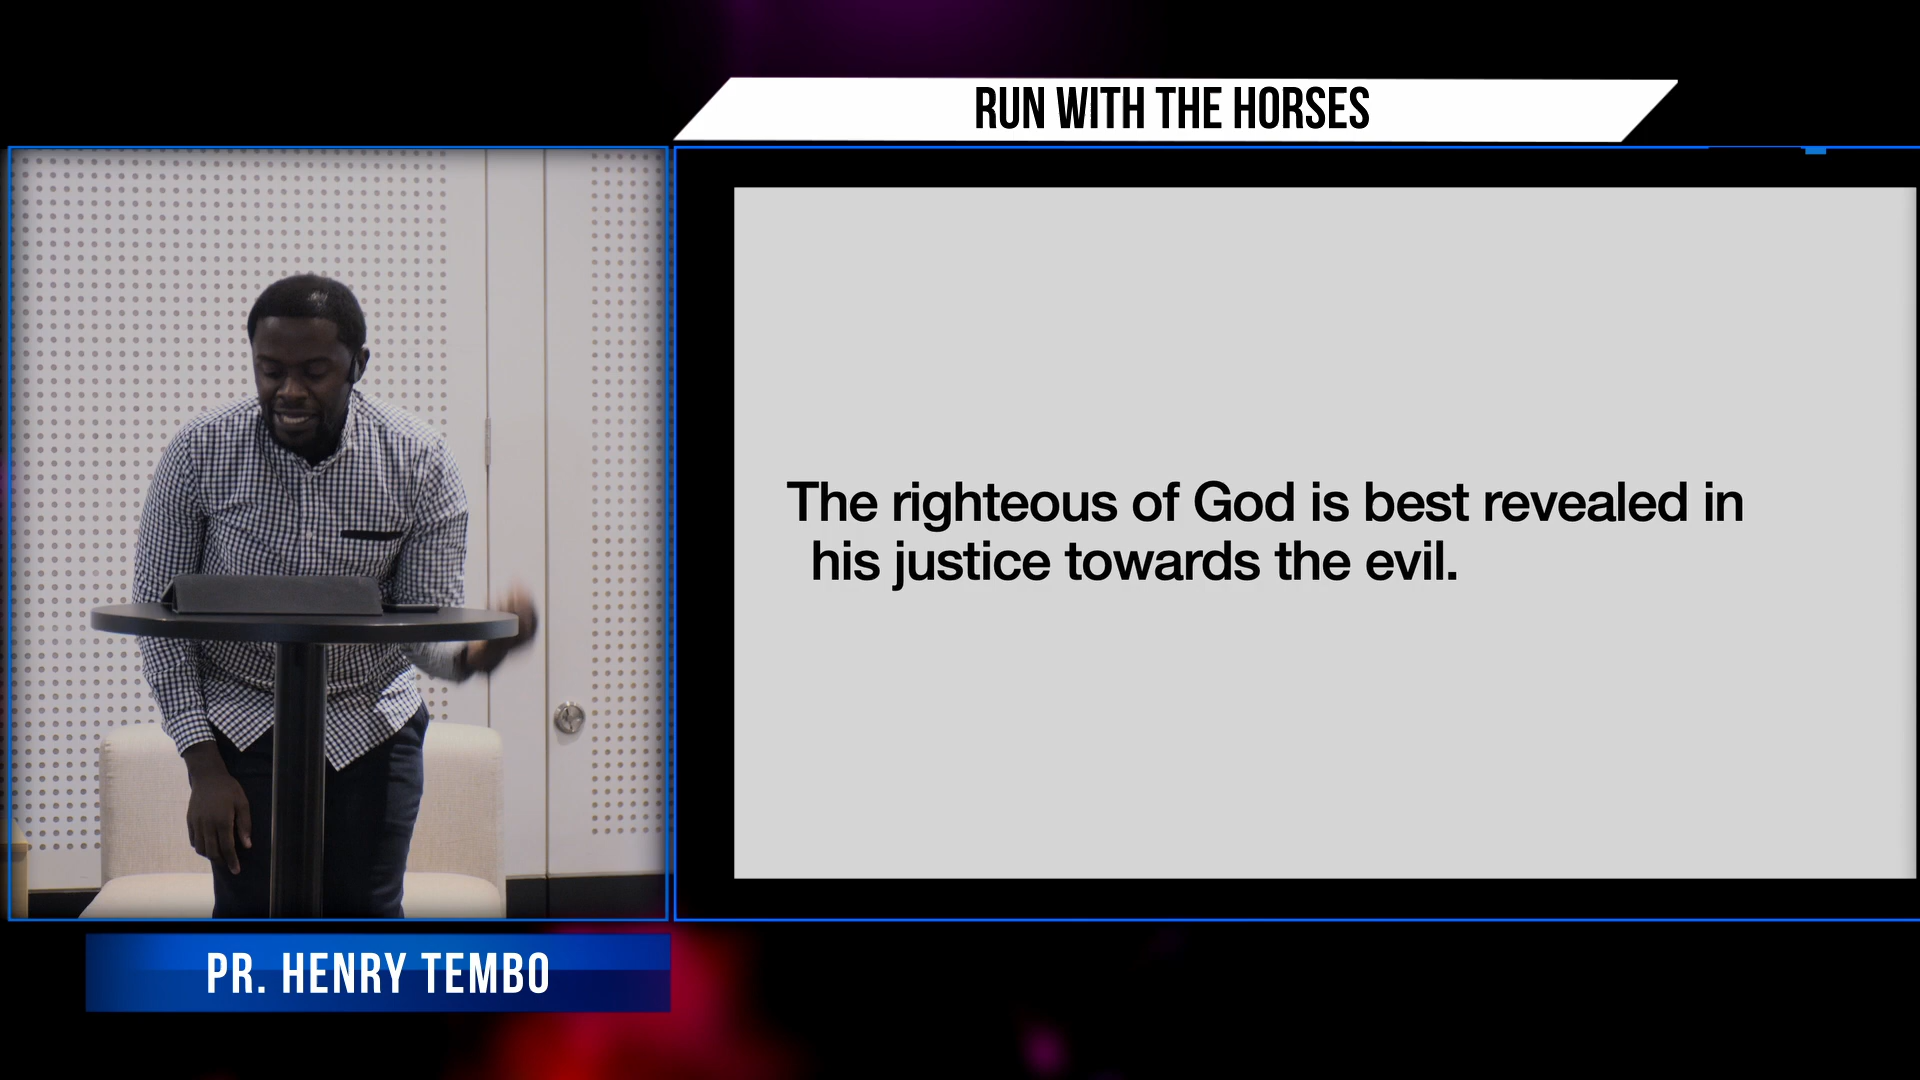 RUN WITH THE HORSES
The righteous of God is best revealed in
his justice towards the evil.
PR. HENRY TEMBO